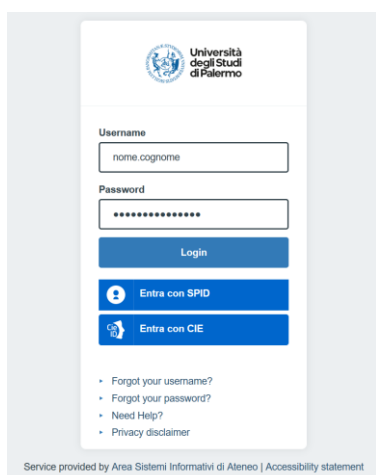 Università
degli Studi
di Palermo
Username
nome.cognome
Password
Login
Entra con SPID
Entra con CIE
Forgot your username?
Forgot your password?
Need Help?
Privacy disclaimer
Service provided by Area Sistemi Informativi di Ateneo | Accessibility statement